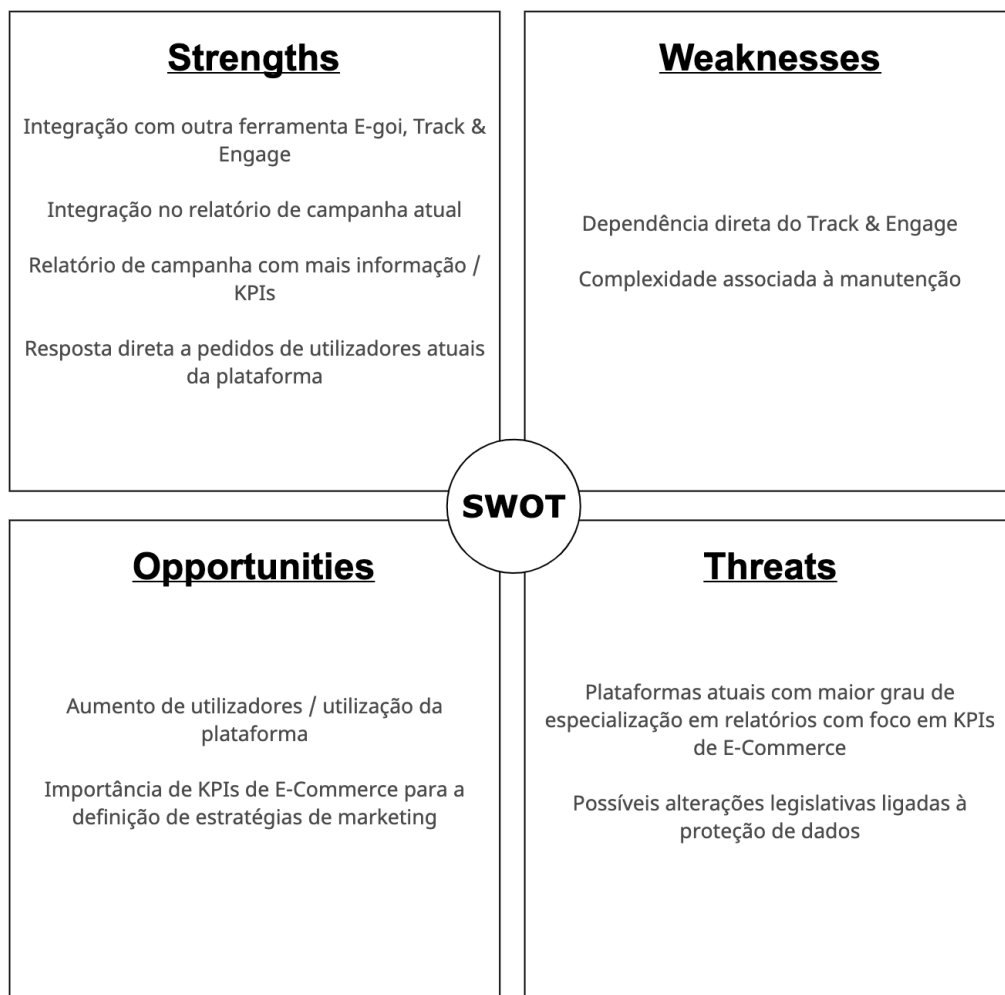 Strengths
Integração com outra ferramenta E-goi, Track &
Engage
Integração no relatório de campanha atual
Relatório de campanha com mais informação /
KPIs
Resposta direta a pedidos de utilizadores atuais
da plataforma
Weaknesses
Dependência direta do Track & Engage
Complexidade associada à manutenção
SWOT
Opportunities
Aumento de utilizadores / utilização da
plataforma
Importância de KPIs de E-Commerce para a
definição de estratégias de marketing
Threats
Plataformas atuais com maior grau de
especialização em relatórios com foco em KPIs
de E-Commerce
Possíveis alterações legislativas ligadas à
proteção de dados